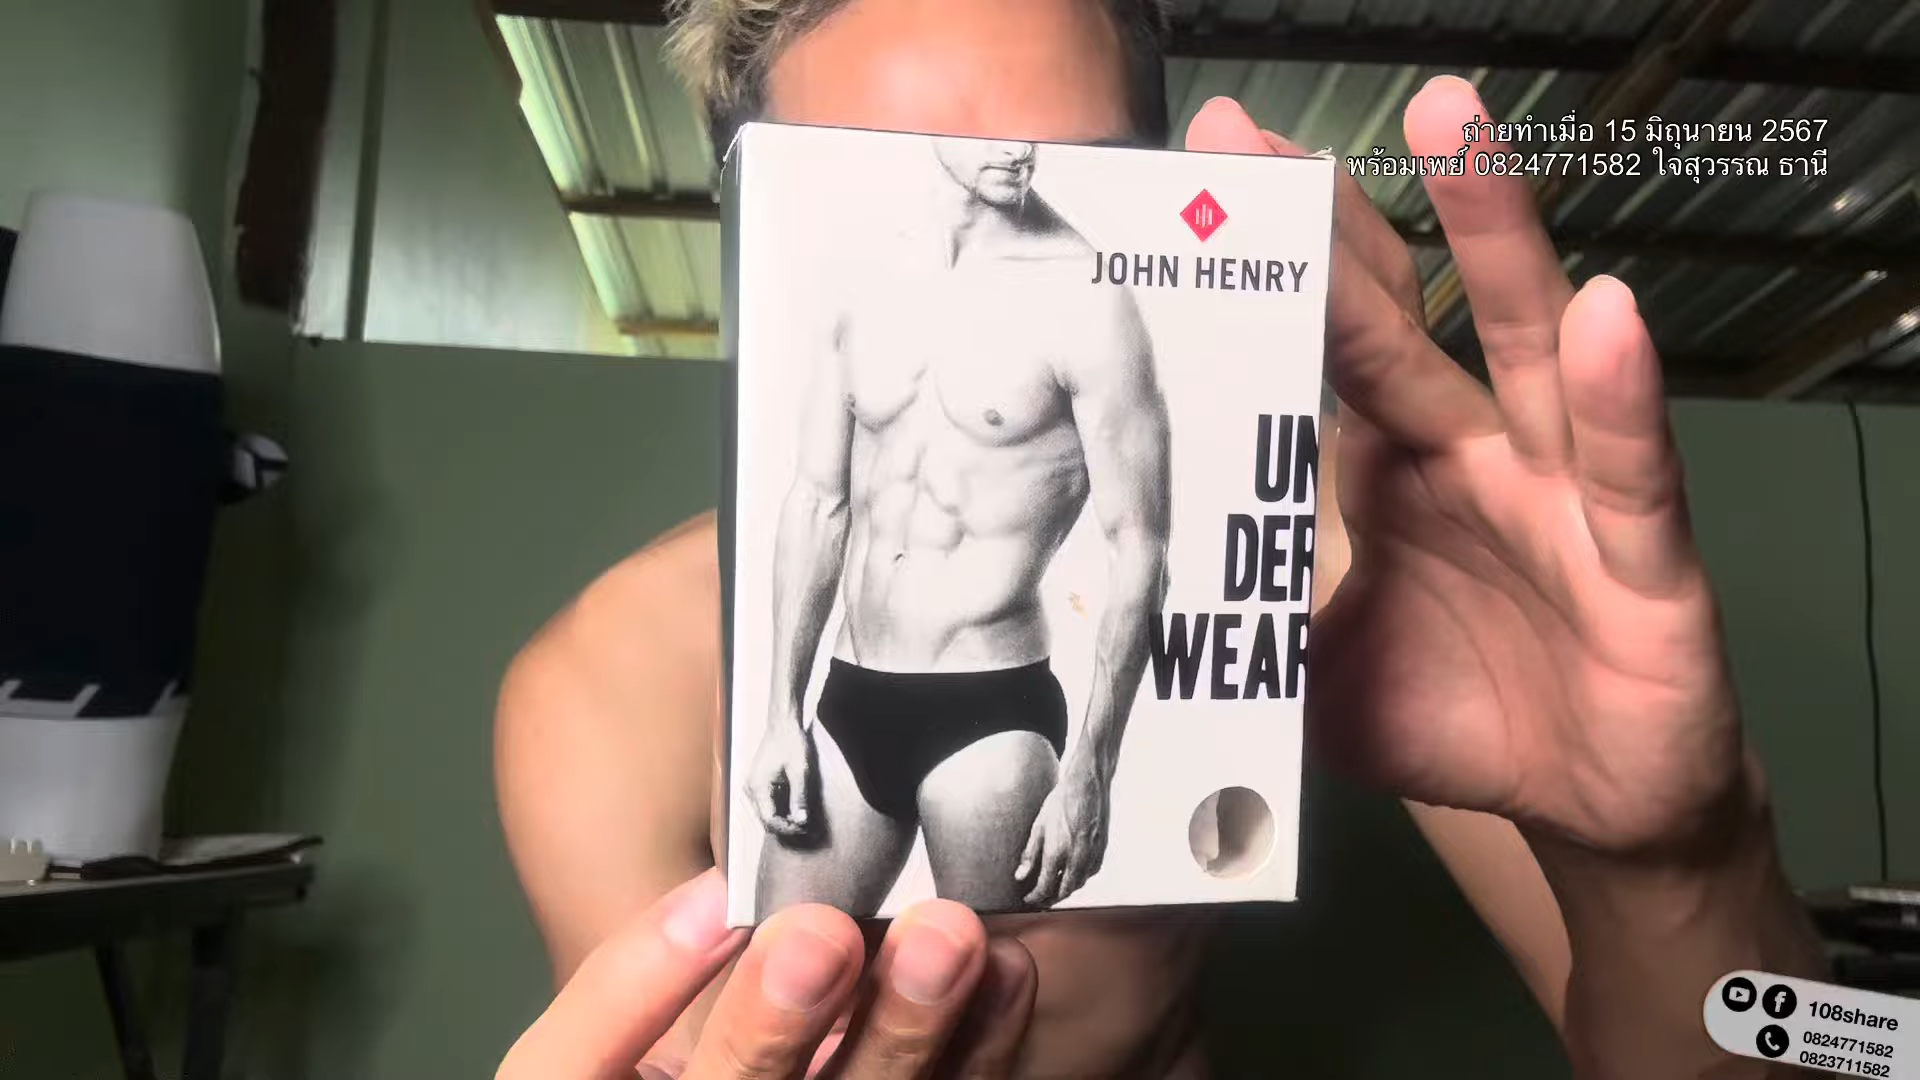 ถ่ายทำเมื่อ 15 มิถุนายน 2567
พร้อมเพย์ 0824771582 ใจสุวรรณ ธานี
JOHN HENRY
UN
DER
WEAR
108share
0824771582
0823711582